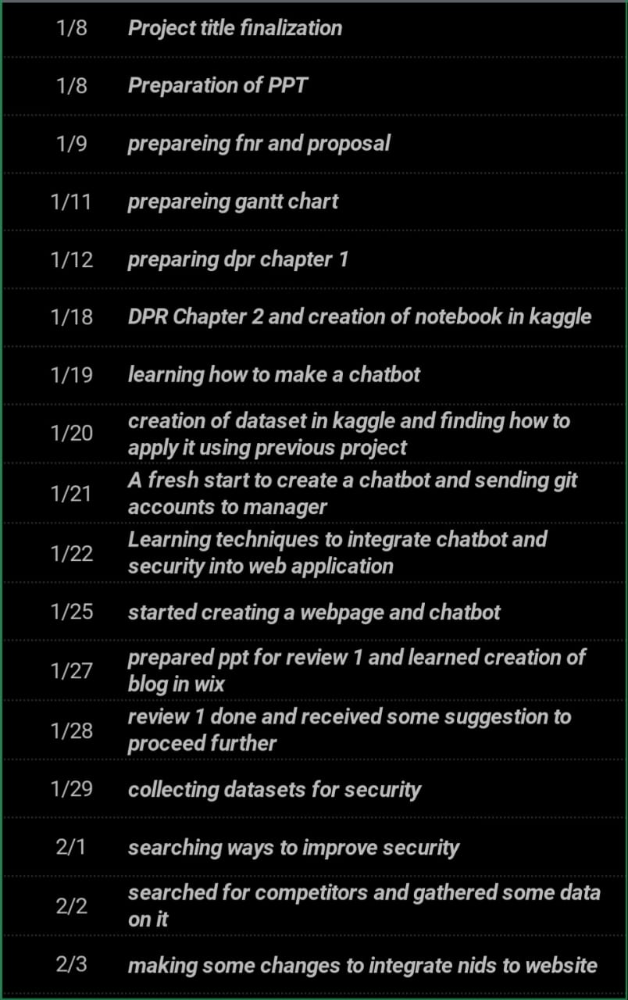 1/8 Project title finalization
1/8 Preparation of PPT
1/9 prepareing fnr and proposal
1/11 prepareing gantt chart
1/12 preparing dpr chapter 1
1/18 DPR Chapter 2 and creation of notebook in kaggle
1/19 learning how to make a chatbot
1/20 creation of dataset in kaggle and finding how to
apply it using previous project
1/21 A fresh start to create a chatbot and sending git
accounts to manager
1/22 Learning techniques to integrate chatbot and
security into web application
1/25 started creating a webpage and chatbot
1/27 prepared ppt for review 1 and learned creation of
blog in wix
1/28 review 1 done and received some suggestion to
proceed further
1/29 collecting datasets for security
2/1 searching ways to improve security
2/2 searched for competitors and gathered some data
on it
2/3 making some changes to integrate nids to website